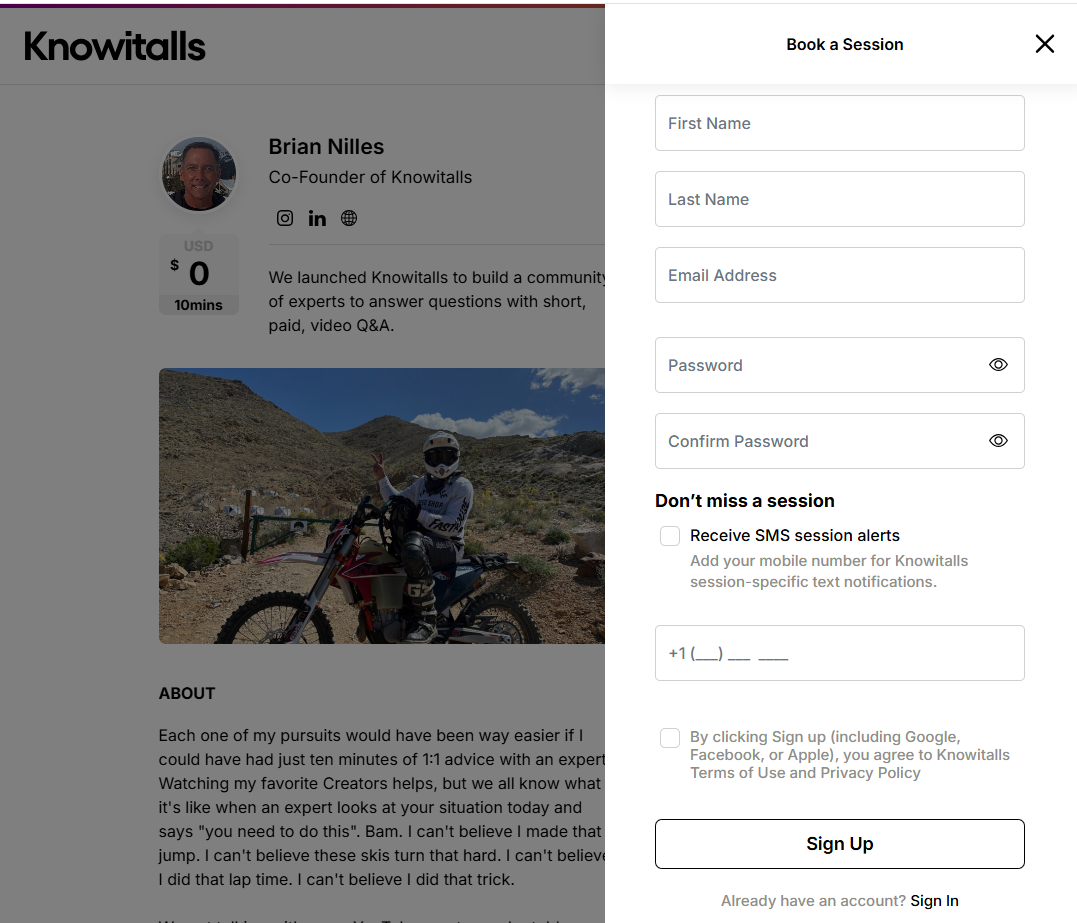 Knowitalls
Brian Nilles
Co-Founder of Knowitalls
USD
$ 0
10mins
We launched Knowitalls to build a community
of experts to answer questions with short,
paid, video Q&A.
ABOUT
Each one of my pursuits would have been way easier if I
could have had just ten minutes of 1:1 advice with an expert
Watching my favorite Creators helps, but we all know what
it's like when an expert looks at your situation today and
says "you need to do this". Bam. I can't believe I made that
jump. I can't believe these skis turn that hard. I can't believe
I did that lap time. I can't believe I did that trick.
Book a Session
First Name
Last Name
Email Address
Password
Confirm Password
Don’t miss a session
Receive SMS session alerts
Add your mobile number for Knowitalls
session-specific text notifications.
+1 (___) ___ ____
By clicking Sign up (including Google,
Facebook, or Apple), you agree to Knowitalls
Terms of Use and Privacy Policy
Sign Up
Already have an account? Sign In